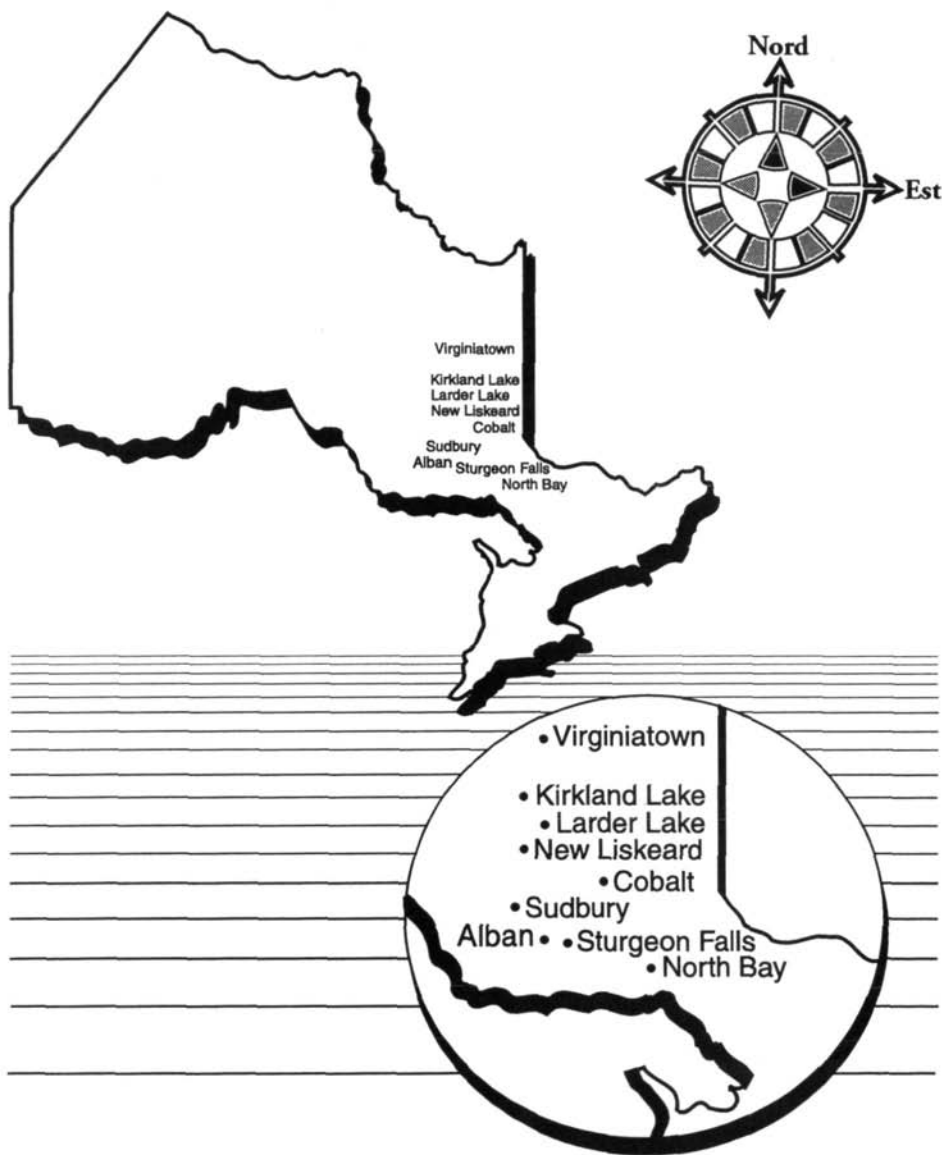 Nord
Est
Virginiatown
Kirkland Lake
Larder Lake
New Liskeard
Cobalt
Sudbury
Alban
Sturgeon Falls
North Bay
•Virginiatown
•Kirkland Lake
•Larder Lake
•New Liskeard
•Cobalt
•Sudbury
Alban •
•Sturgeon Falls
•North Bay